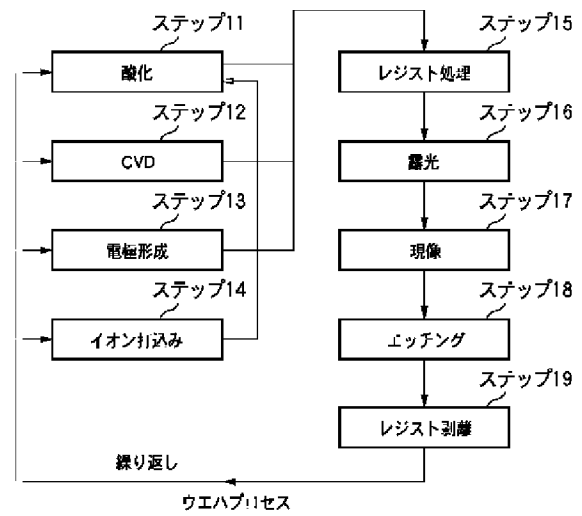 ステップ11
酸化
ステップ12
CVD
ステップ13
電極形成
ステップ14
イオン打込み
ステップ15
レジスト処理
ステップ16
露光
ステップ17
現像
ステップ18
エッチング
ステップ19
レジスト剥離
繰り返し
ウエハプロセス